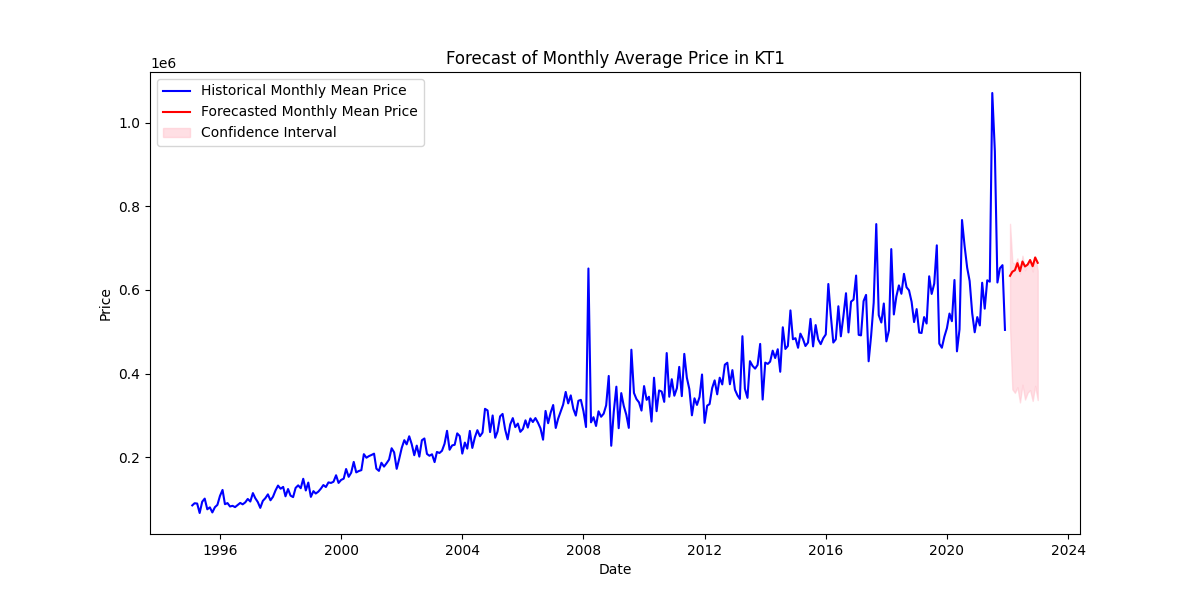 Forecast of Monthly Average Price in KT1
1e6
Historical Monthly Mean Price
Forecasted Monthly Mean Price
Confidence Interval
1.0
0.8
0.6
0.4
0.2
Price
1996 2000 2004 2008 2012 2016 2020 2024
Date